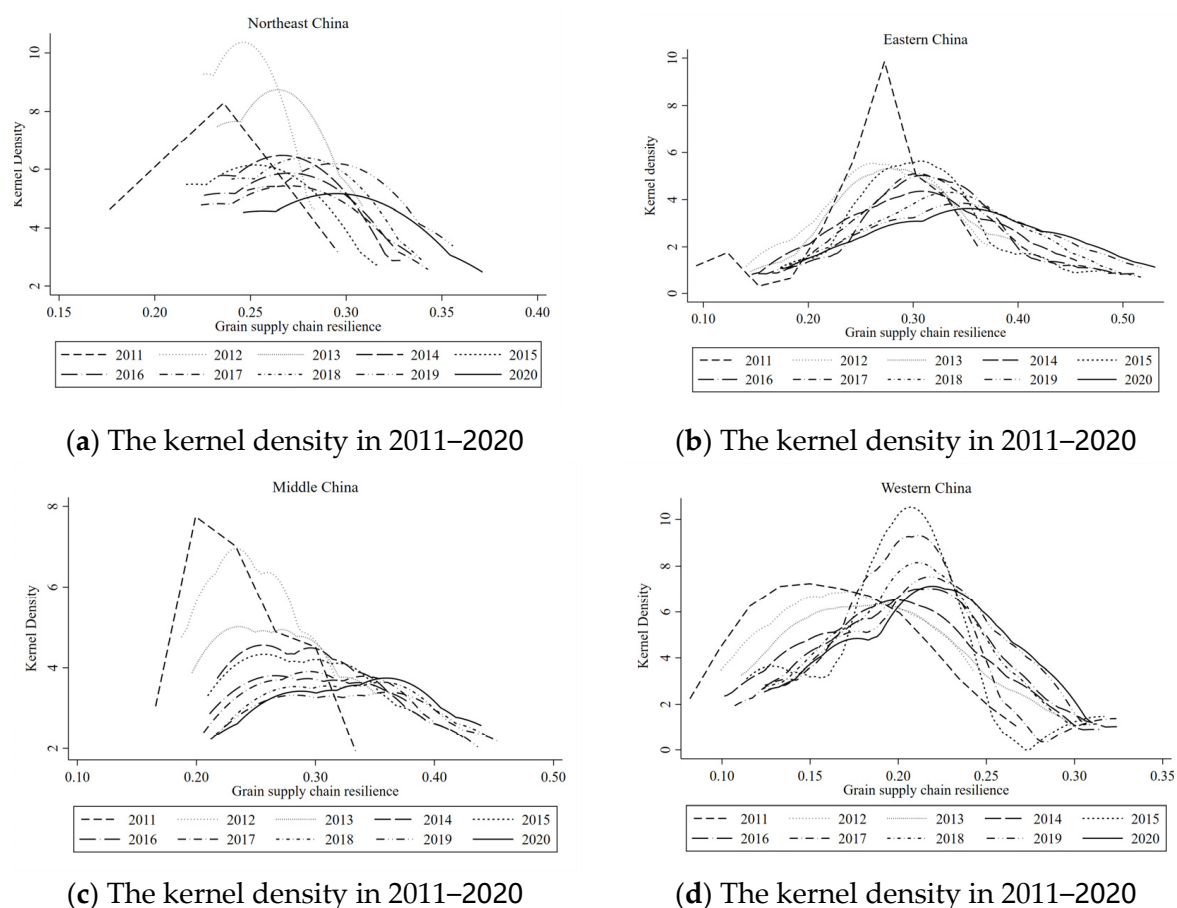 Northeast China
Kernel Density
10
8
6
4
2
0.15 0.20 0.25 0.30 0.35 0.40
Grain supply chain resilience
2011 2012 2013 2014 2015
2016 2017 2018 2019 2020
(a) The kernel density in 2011–2020
Eastern China
Kernel density
10
8
6
4
2
0
0.10 0.20 0.30 0.40 0.50
Grain supply chain resilience
2011 2012 2013 2014 2015
2016 2017 2018 2019 2020
(b) The kernel density in 2011–2020
Middle China
Kernel Density
8
6
4
2
0.10 0.20 0.30 0.40 0.50
Grain supply chain resilience
2011 2012 2013 2014 2015
2016 2017 2018 2019 2020
(c) The kernel density in 2011–2020
Western China
Kernel Density
10
8
6
4
2
0
0.10 0.15 0.20 0.25 0.30 0.35
Grain supply chain resilience
2011 2012 2013 2014 2015
2016 2017 2018 2019 2020
(d) The kernel density in 2011–2020